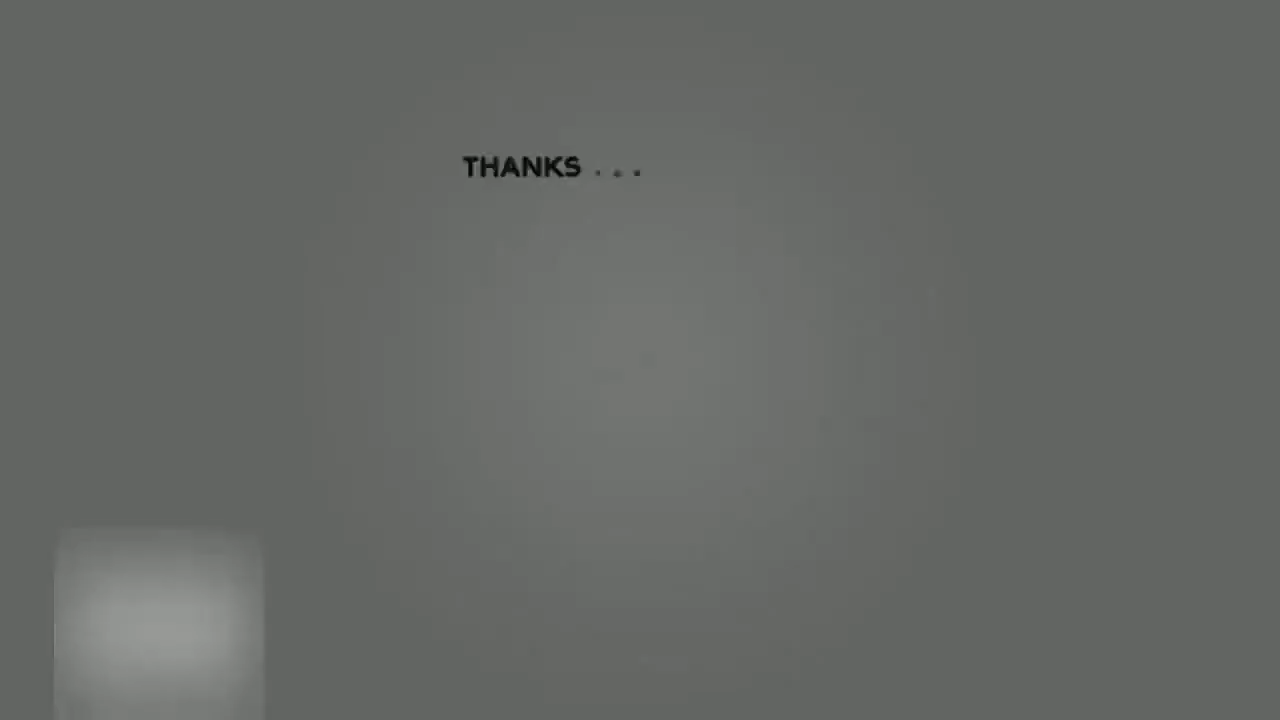 THANKS . . .